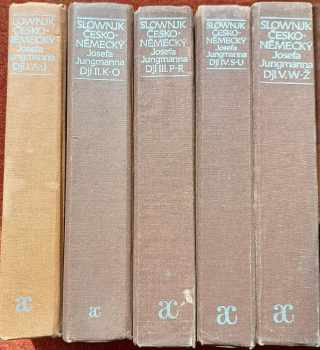 SLOWNJK
ČESKO-
NĚMECKÝ
Josefa
Jungmanna
Djl I. A-J
ac
SLOWNJK
ČESKO-
NĚMECKÝ
Josefa
Jungmanna
Djl II. K-O
ac
SLOWNJK
ČESKO-
NĚMECKÝ
Josefa
Jungmanna
Djl III. P-R
ac
SLOWNJK
ČESKO-
NĚMECKÝ
Josefa
Jungmanna
Djl IV. S-U
ac
SLOWNJK
ČESKO-
NĚMECKÝ
Josefa
Jungmanna
Djl V. W-Ž
ac